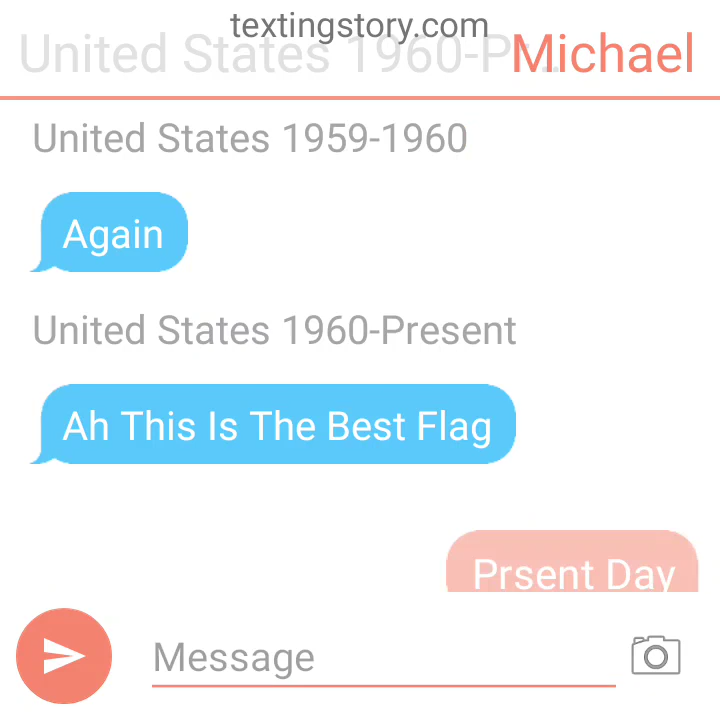 textingstory.com
United States 1960-P
Michael
United States 1959-1960
Again
United States 1960-Present
Ah This Is The Best Flag
Prsent Day
Message